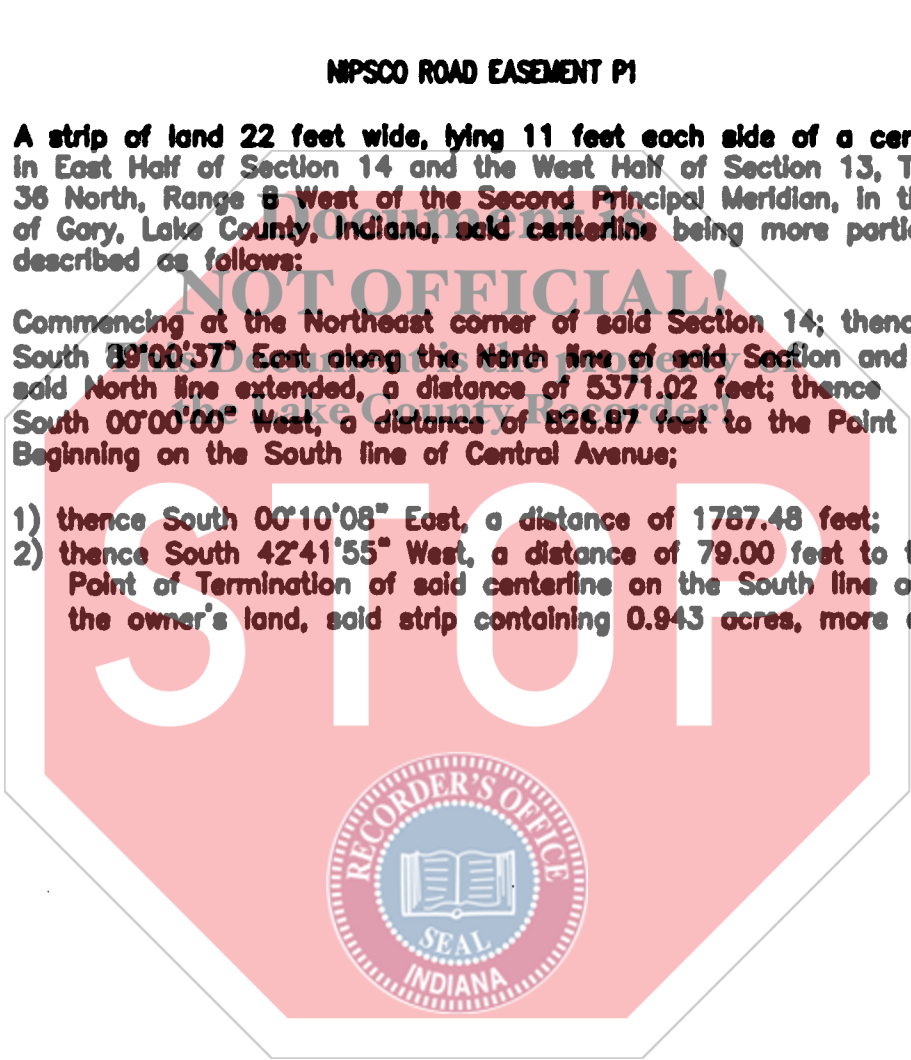 NIPSCO ROAD EASEMENT P1
A strip of land 22 feet wide, lying 11 feet each side of a cer
in East Half of Section 14 and the West Half of Section 13, T
36 North, Range 8 West of the Second Principal Meridian, in t
of Gary, Lake County, Indiana, said centerline being more partic
described as follows:
Document is
NOT OFFICIAL!
This Document is the property of
the Lake County Recorder!
Commencing at the Northeast corner of said Section 14; thenc
South 89°00'37" East along the North line of said Section and
said North line extended, a distance of 5371.02 feet; thence
South 00°00'00" West, a distance of 826.87 feet to the Point
Beginning on the South line of Central Avenue;
1) thence South 00°10'08" East, a distance of 1787.48 feet;
2) thence South 42°41'55" West, a distance of 79.00 feet to t
Point of Termination of said centerline on the South line o
the owner's land, said strip containing 0.943 acres, more
STOP
RECORDER'S OFFICE
SEAL
INDIANA